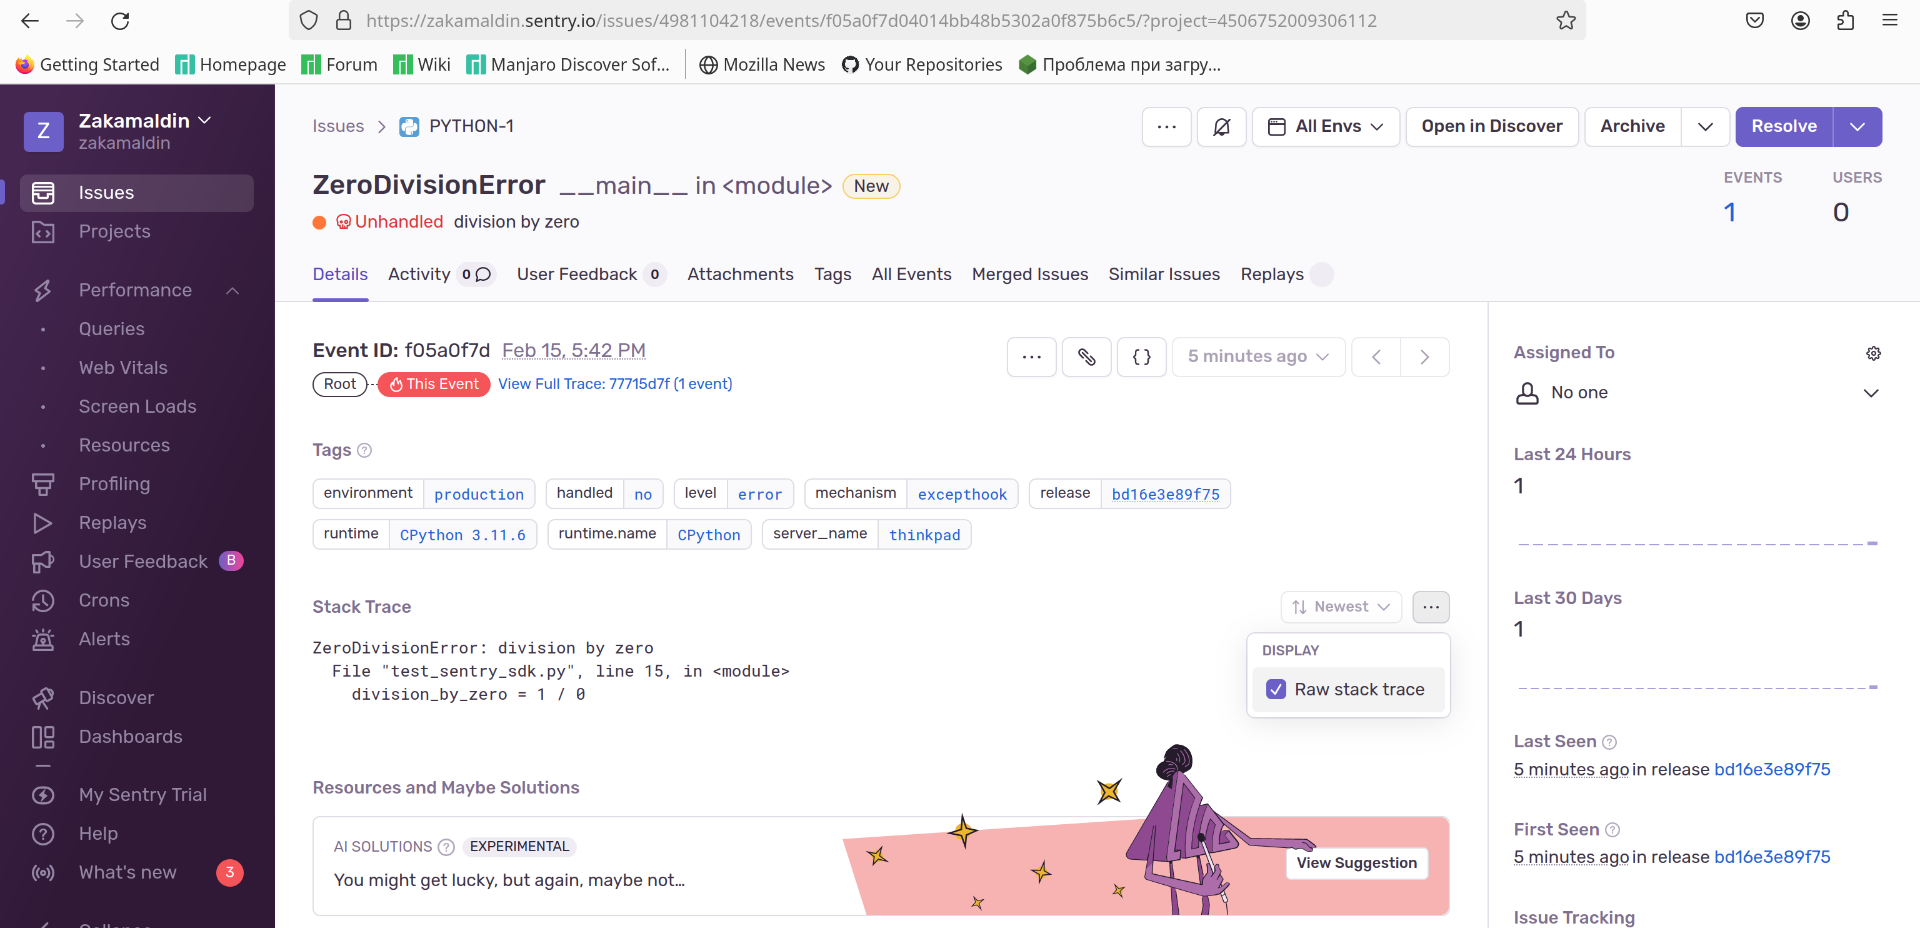 https://zakamaldin.sentry.io/issues/4981104218/events/f05a0f7d04014bb48b5302a0f875b6c5/?project=4506752009306112
Getting Started Homepage Forum Wiki Manjaro Discover Sof... Mozilla News Your Repositories Проблема при загру...
Z
Zakamaldin
zakamaldin
Issues
Projects
Performance
Queries
Web Vitals
Screen Loads
Resources
Profiling
Replays
User Feedback B
Crons
Alerts
Discover
Dashboards
My Sentry Trial
Help
What's new 3
Issues > PYTHON-1
All Envs Open in Discover Archive Resolve
ZeroDivisionError __main__ in <module> New
EVENTS USERS
1 0
Unhandled division by zero
Details Activity 0 User Feedback 0 Attachments Tags All Events Merged Issues Similar Issues Replays
Event ID: f05a0f7d Feb 15, 5:42 PM
{} 5 minutes ago
Root This Event View Full Trace: 77715d7f (1 event)
Tags ?
environment production handled no level error mechanism excepthook release bd16e3e89f75
runtime CPython 3.11.6 runtime.name CPython server_name thinkpad
Stack Trace
Newest ...
ZeroDivisionError: division by zero
File "test_sentry_sdk.py", line 15, in <module>
division_by_zero = 1 / 0
DISPLAY
Raw stack trace
Resources and Maybe Solutions
AI SOLUTIONS ? EXPERIMENTAL
You might get lucky, but again, maybe not...
View Suggestion
Assigned To
No one
Last 24 Hours
1
Last 30 Days
1
Last Seen ?
5 minutes ago in release bd16e3e89f75
First Seen ?
5 minutes ago in release bd16e3e89f75
Issue Tracking